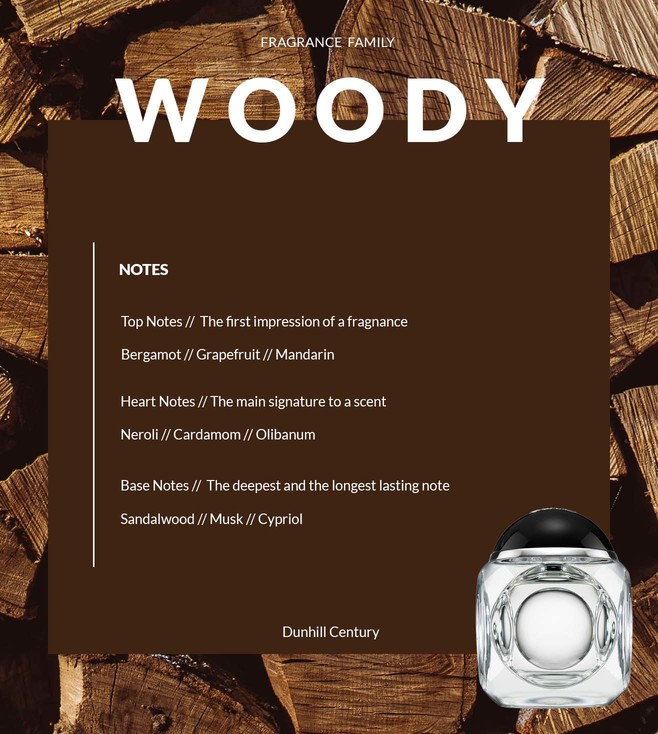 FRAGRANCE FAMILY
WOODY
NOTES
Top Notes // The first impression of a fragnance
Bergamot // Grapefruit // Mandarin
Heart Notes // The main signature to a scent
Neroli // Cardamom // Olibanum
Base Notes // The deepest and the longest lasting note
Sandalwood // Musk // Cypriol
Dunhill Century